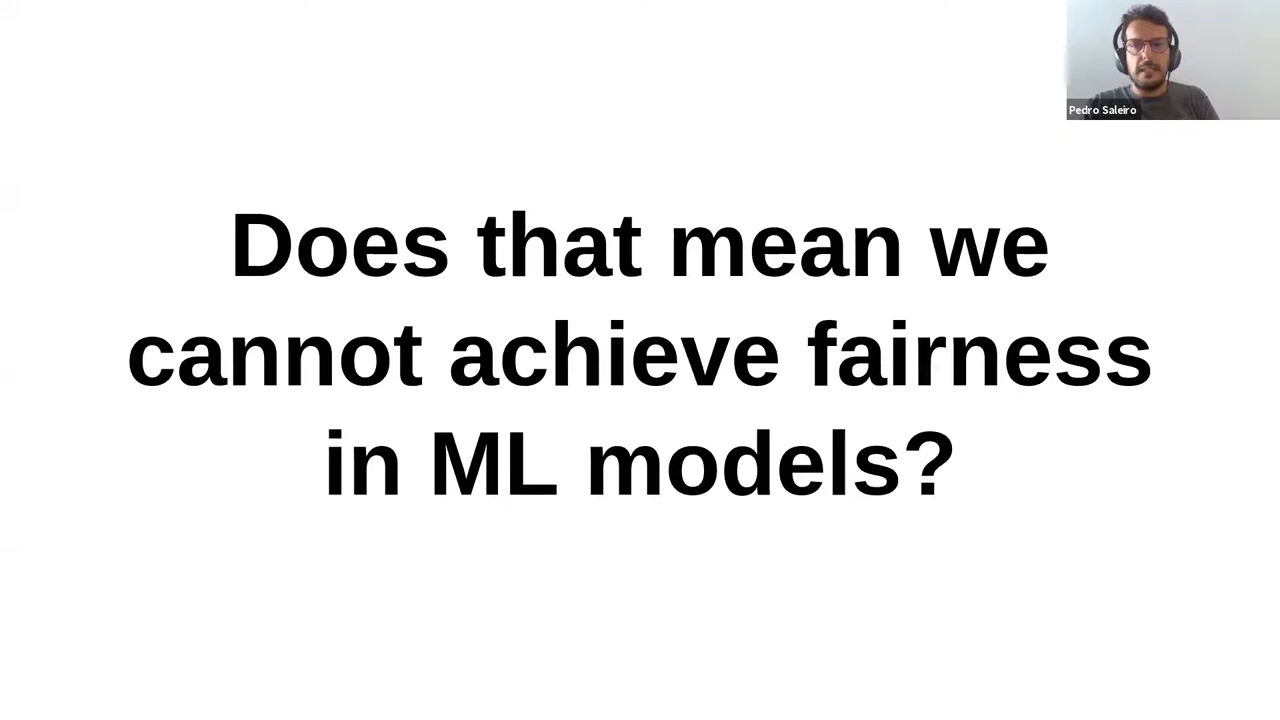 Pedro Saleiro
Does that mean we
cannot achieve fairness
in ML models?